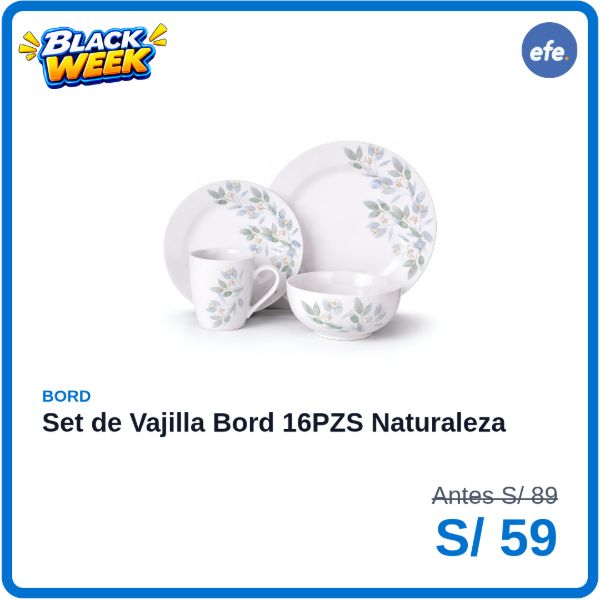 BLACK
WEEK
efe.
BORD
Set de Vajilla Bord 16PZS Naturaleza
Antes S/ 89
S/ 59